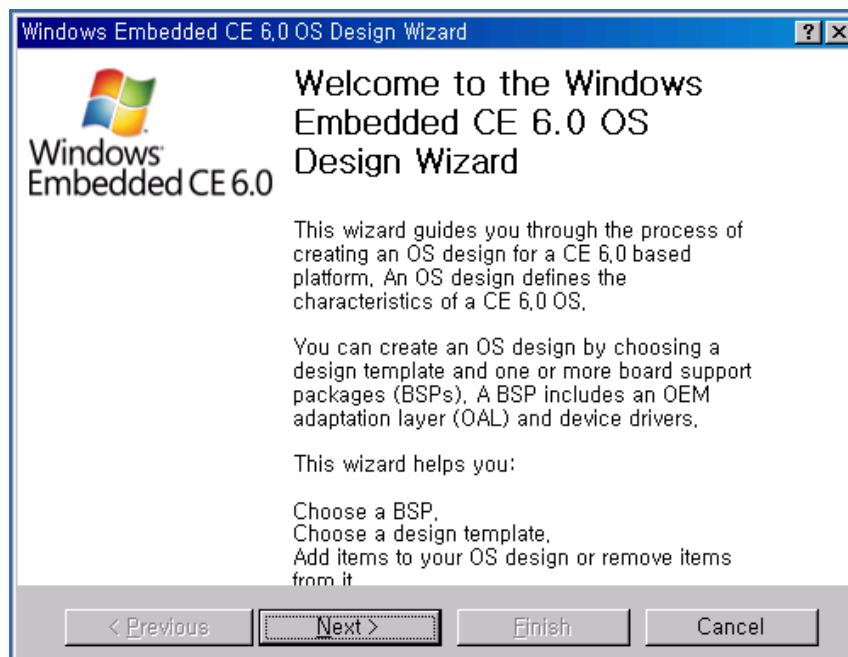 Windows Embedded CE 6,0 OS Design Wizard
Windows
Embedded CE 6.0
Welcome to the Windows
Embedded CE 6.0 OS
Design Wizard
This wizard guides you through the process of
creating an OS design for a CE 6,0 based
platform, An OS design defines the
characteristics of a CE 6,0 OS,
You can create an OS design by choosing a
design template and one or more board support
packages (BSPs), A BSP includes an OEM
adaptation layer (OAL) and device drivers,
This wizard helps you:
Choose a BSP,
Choose a design template,
Add items to your OS design or remove items
from it
< Previous
Next >
Finish
Cancel